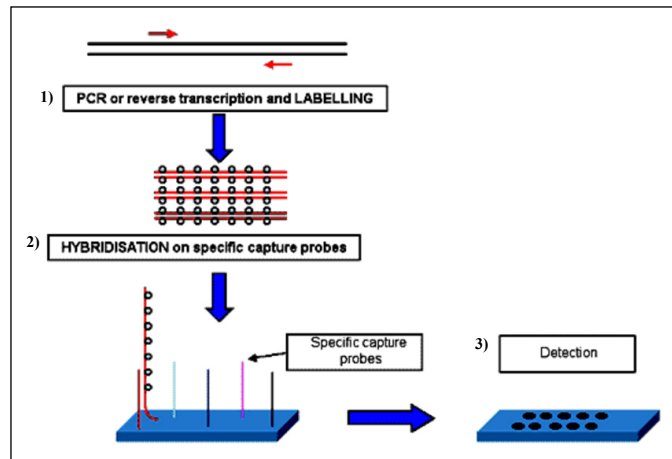 1) PCR or reverse transcription and LABELLING
2) HYBRIDISATION on specific capture probes
Specific capture
probes
3) Detection